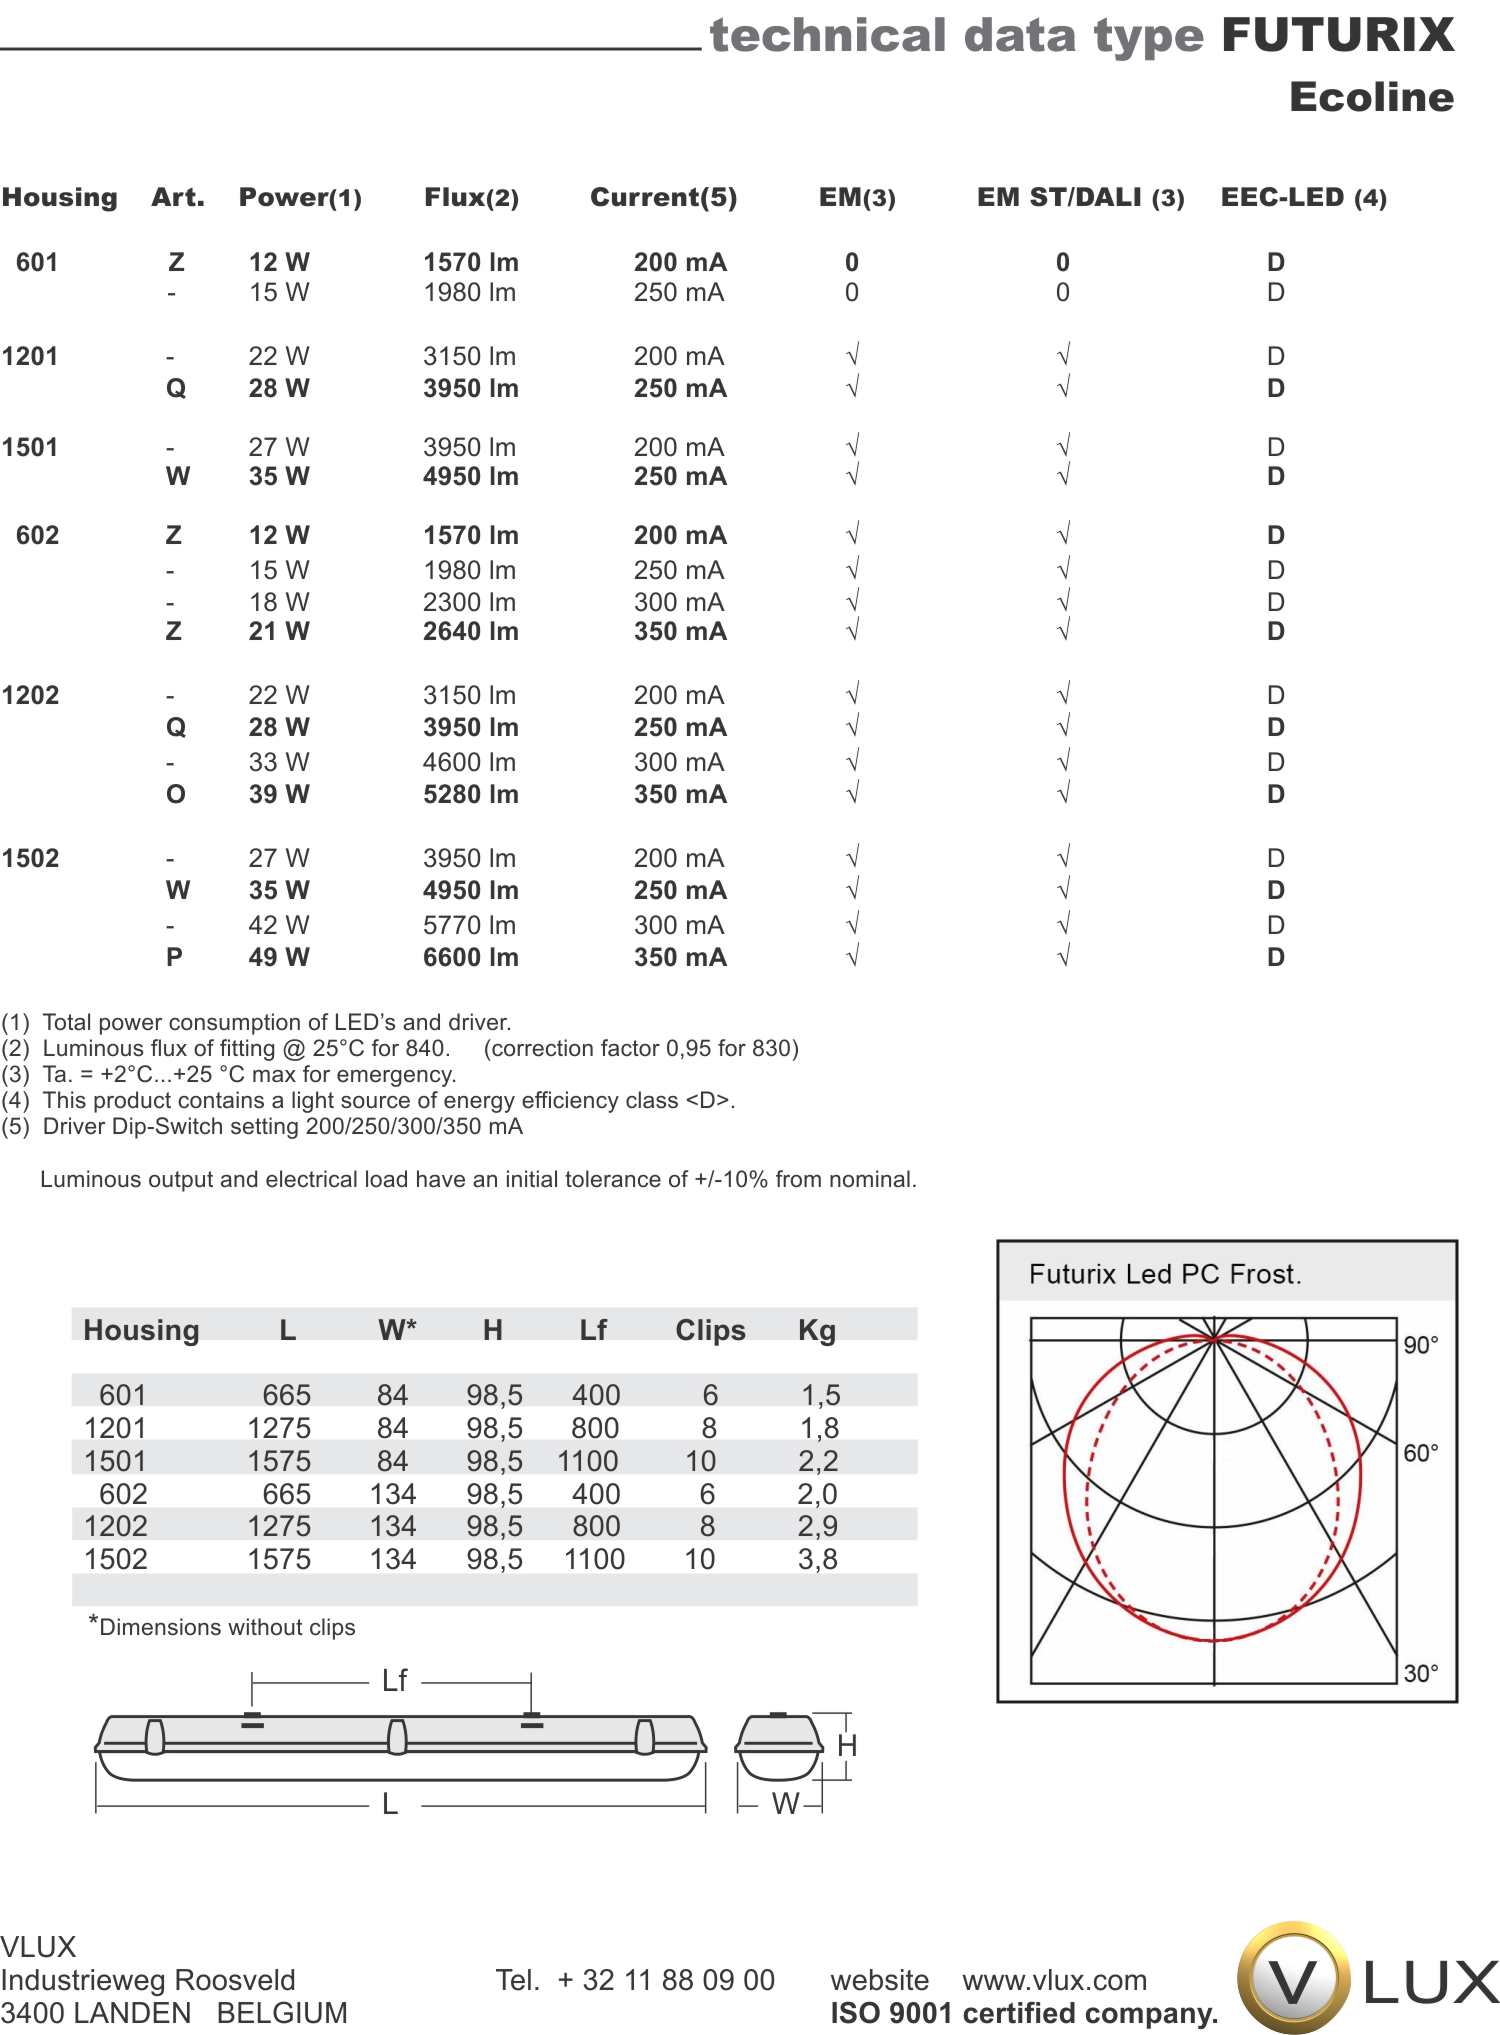 technical data type FUTURIX
Ecoline
Housing Art. Power(1) Flux(2) Current(5) EM(3) EM ST/DALI (3) EEC-LED (4)
601 Z 12 W 1570 lm 200 mA 0 0 D
- 15 W 1980 lm 250 mA 0 0 D
1201 - 22 W 3150 lm 200 mA √ √ D
Q 28 W 3950 lm 250 mA √ √ D
1501 - 27 W 3950 lm 200 mA √ √ D
W 35 W 4950 lm 250 mA √ √ D
602 Z 12 W 1570 lm 200 mA √ √ D
- 15 W 1980 lm 250 mA √ √ D
- 18 W 2300 lm 300 mA √ √ D
Z 21 W 2640 lm 350 mA √ √ D
1202 - 22 W 3150 lm 200 mA √ √ D
Q 28 W 3950 lm 250 mA √ √ D
- 33 W 4600 lm 300 mA √ √ D
O 39 W 5280 lm 350 mA √ √ D
1502 - 27 W 3950 lm 200 mA √ √ D
W 35 W 4950 lm 250 mA √ √ D
- 42 W 5770 lm 300 mA √ √ D
P 49 W 6600 lm 350 mA √ √ D
(1) Total power consumption of LED’s and driver.
(2) Luminous flux of fitting @ 25°C for 840. (correction factor 0,95 for 830)
(3) Ta. = +2°C...+25 °C max for emergency.
(4) This product contains a light source of energy efficiency class <D>.
(5) Driver Dip-Switch setting 200/250/300/350 mA
Luminous output and electrical load have an initial tolerance of +/-10% from nominal.
Housing L W* H Lf Clips Kg
601 665 84 98,5 400 6 1,5
1201 1275 84 98,5 800 8 1,8
1501 1575 84 98,5 1100 10 2,2
602 665 134 98,5 400 6 2,0
1202 1275 134 98,5 800 8 2,9
1502 1575 134 98,5 1100 10 3,8
*Dimensions without clips
Lf
H
L
W
Futurix Led PC Frost.
90°
60°
30°
VLUX
Industrieweg Roosveld
3400 LANDEN BELGIUM
Tel. + 32 11 88 09 00
website www.vlux.com
ISO 9001 certified company.
V LUX